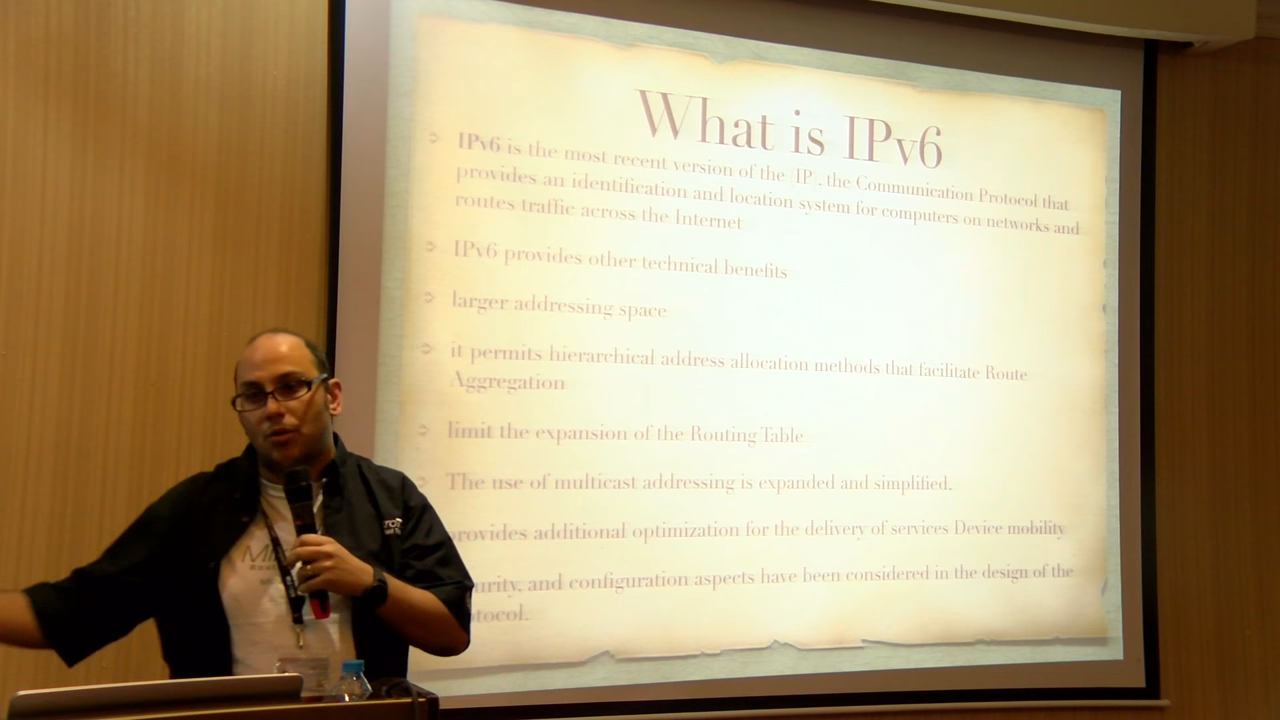 What is IPv6
IPv6 is the most recent version of the IP, the Communication Protocol that
provides an identification and location system for computers on networks and
routes traffic across the Internet
IPv6 provides other technical benefits
larger addressing space
it permits hierarchical address allocation methods that facilitate Route
Aggregation
limit the expansion of the Routing Table
The use of multicast addressing is expanded and simplified.
provides additional optimization for the delivery of services Device mobility
urity, and configuration aspects have been considered in the design of the
tocol.